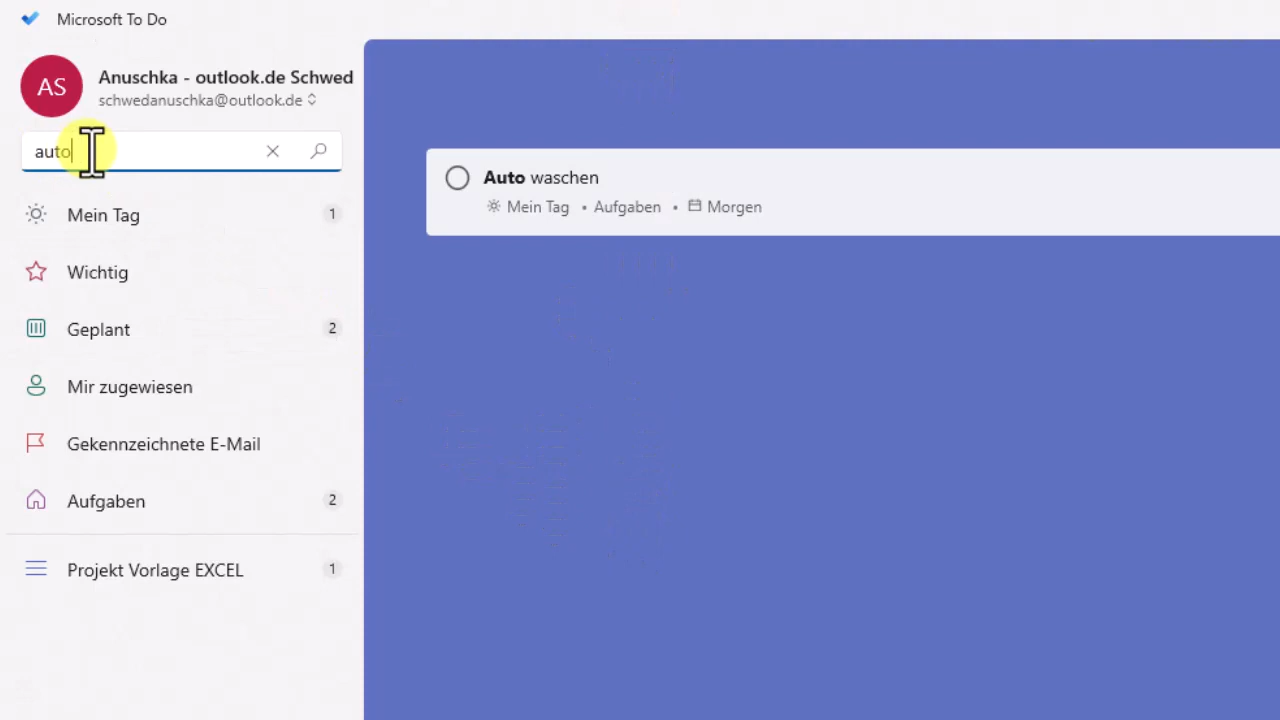 Microsoft To Do
AS
Anuschka - outlook.de Schwed
schwedanuschka@outlook.de
auto
Mein Tag 1
Wichtig
Geplant 2
Mir zugewiesen
Gekennzeichnete E-Mail
Aufgaben 2
Projekt Vorlage EXCEL 1
Auto waschen
Mein Tag • Aufgaben • Morgen